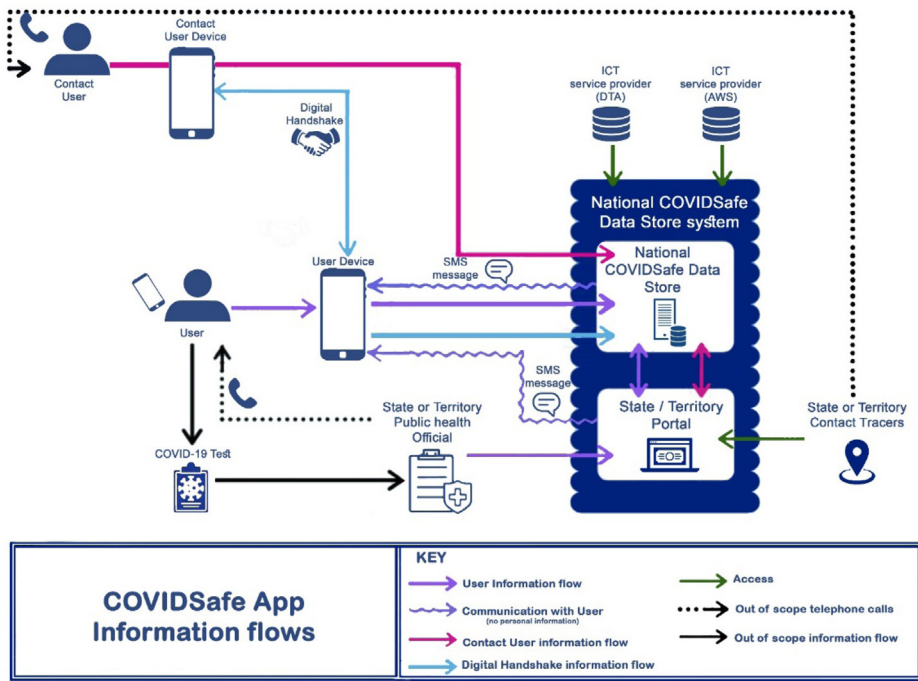 Contact
User Device
Contact
User
Digital
Handshake
ICT
service provider
(DTA)
ICT
service provider
(AWS)
National COVIDSafe
Data Store system
National
COVIDSafe Data
Store
User Device
SMS
message
User
SMS
message
State / Territory
Portal
State or Territory
Contact Tracers
State or Territory
Public health
Official
COVID-19 Test
COVIDSafe App
Information flows
KEY
User Information flow
Communication with User
(no personal information)
Contact User information flow
Digital Handshake information flow
Access
Out of scope telephone calls
Out of scope information flow